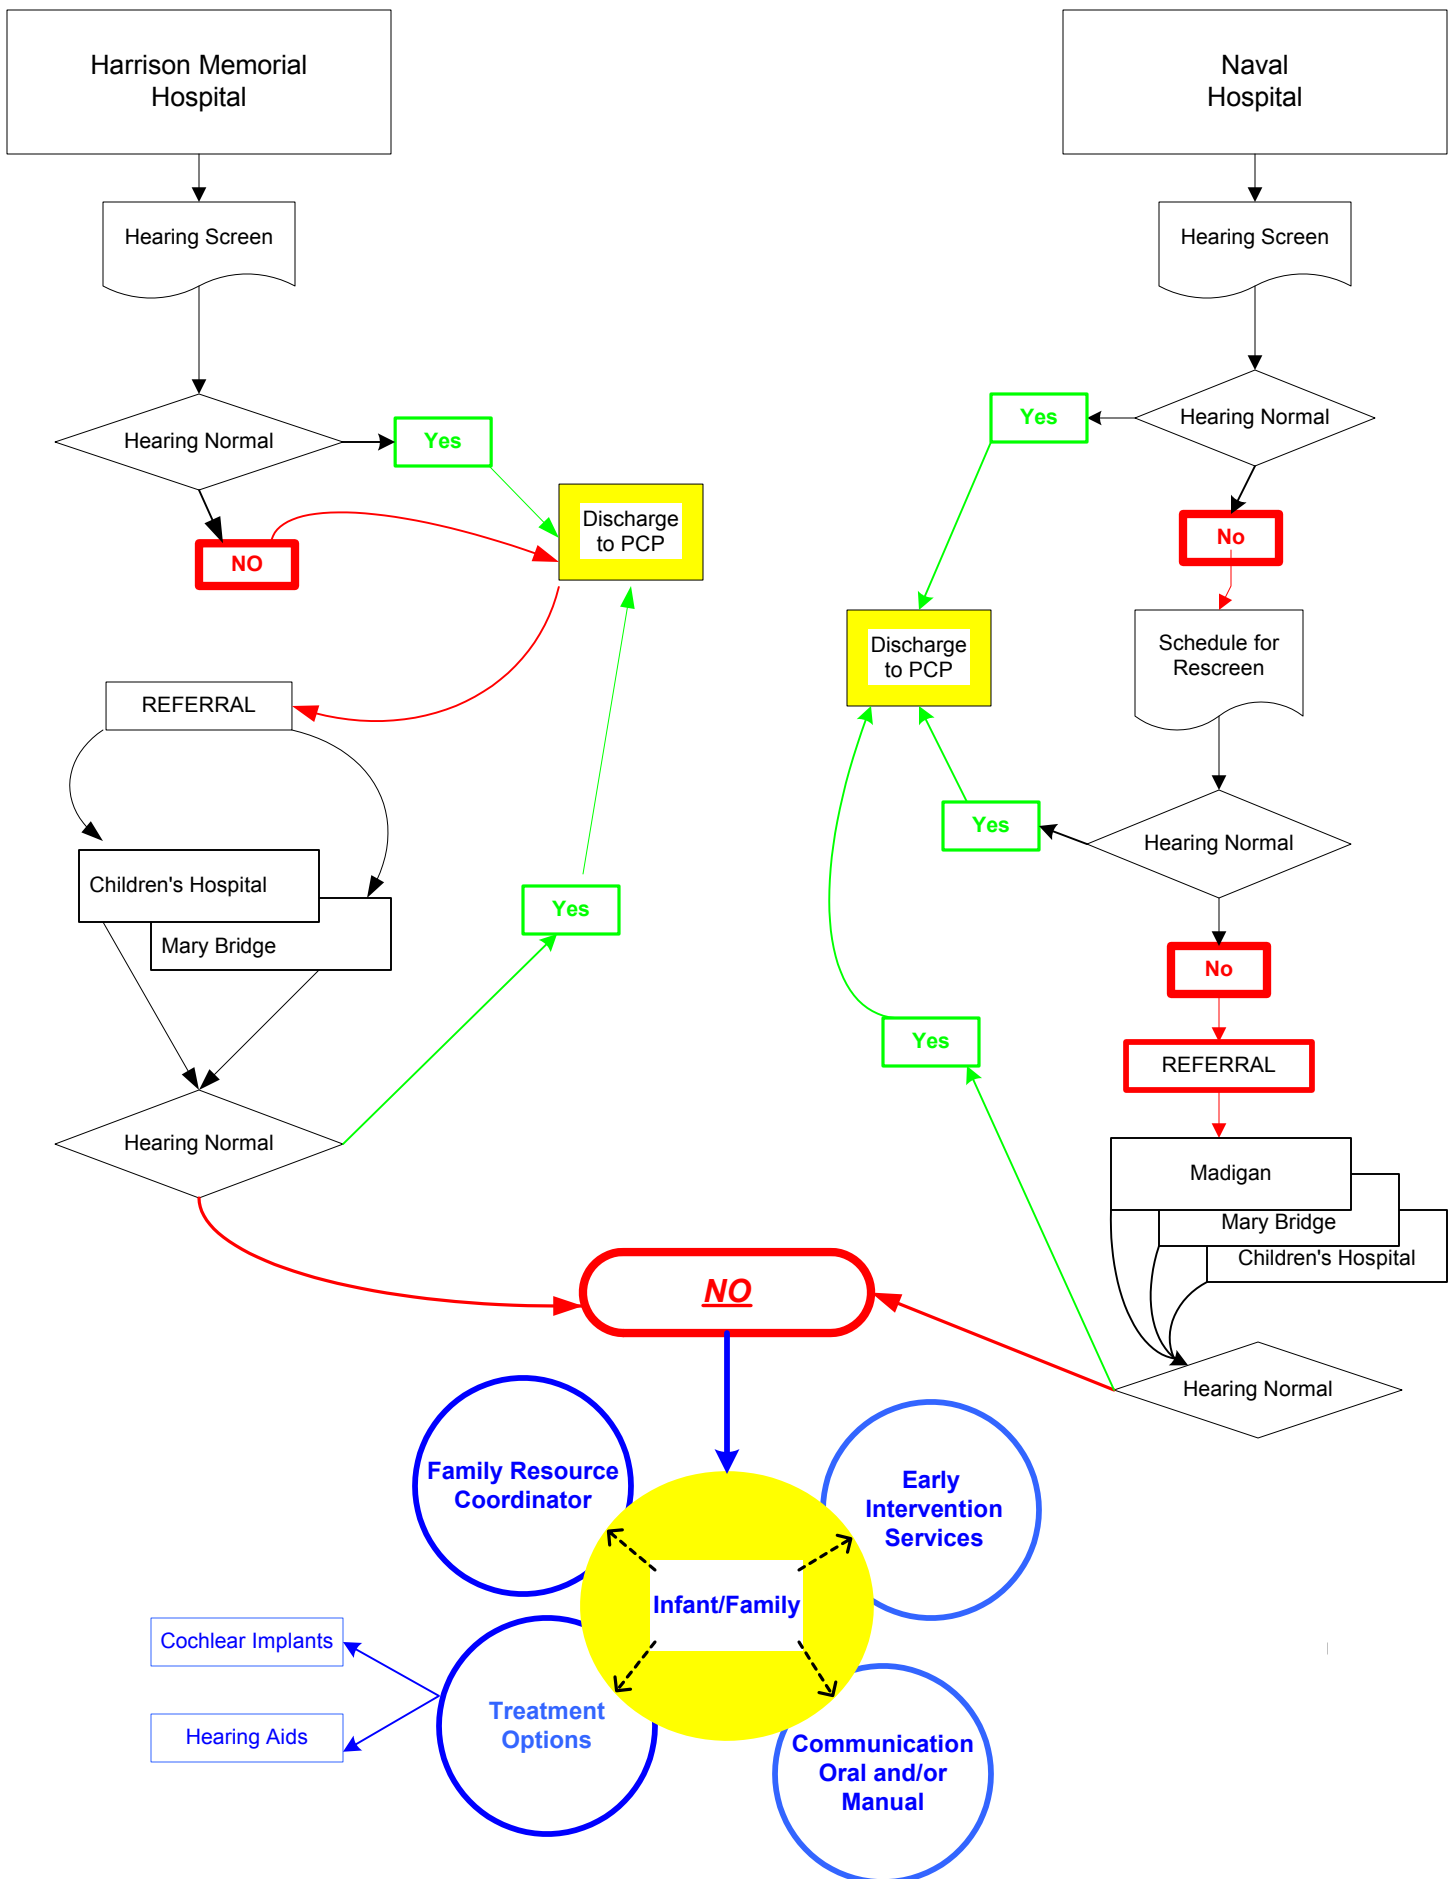 Harrison Memorial
Hospital
Naval
Hospital
Hearing Screen
Hearing Screen
Hearing Normal
Yes
NO
Discharge
to PCP
Yes
Hearing Normal
No
Discharge
to PCP
Schedule for
Rescreen
REFERRAL
Children's Hospital
Mary Bridge
Yes
Yes
Hearing Normal
No
Yes
REFERRAL
Hearing Normal
Madigan
Mary Bridge
Children's Hospital
NO
Hearing Normal
Family Resource
Coordinator
Early
Intervention
Services
Infant/Family
Cochlear Implants
Hearing Aids
Treatment
Options
Communication
Oral and/or
Manual